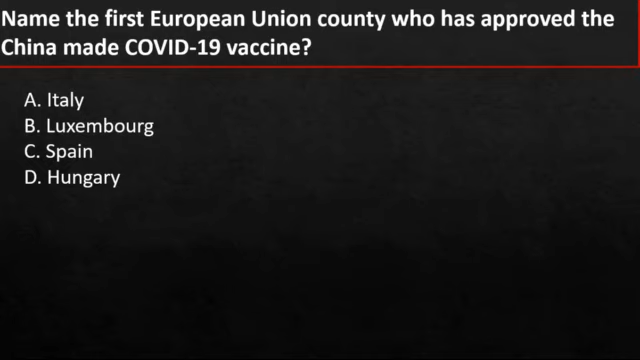 Name the first European Union county who has approved the
China made COVID-19 vaccine?
A. Italy
B. Luxembourg
C. Spain
D. Hungary